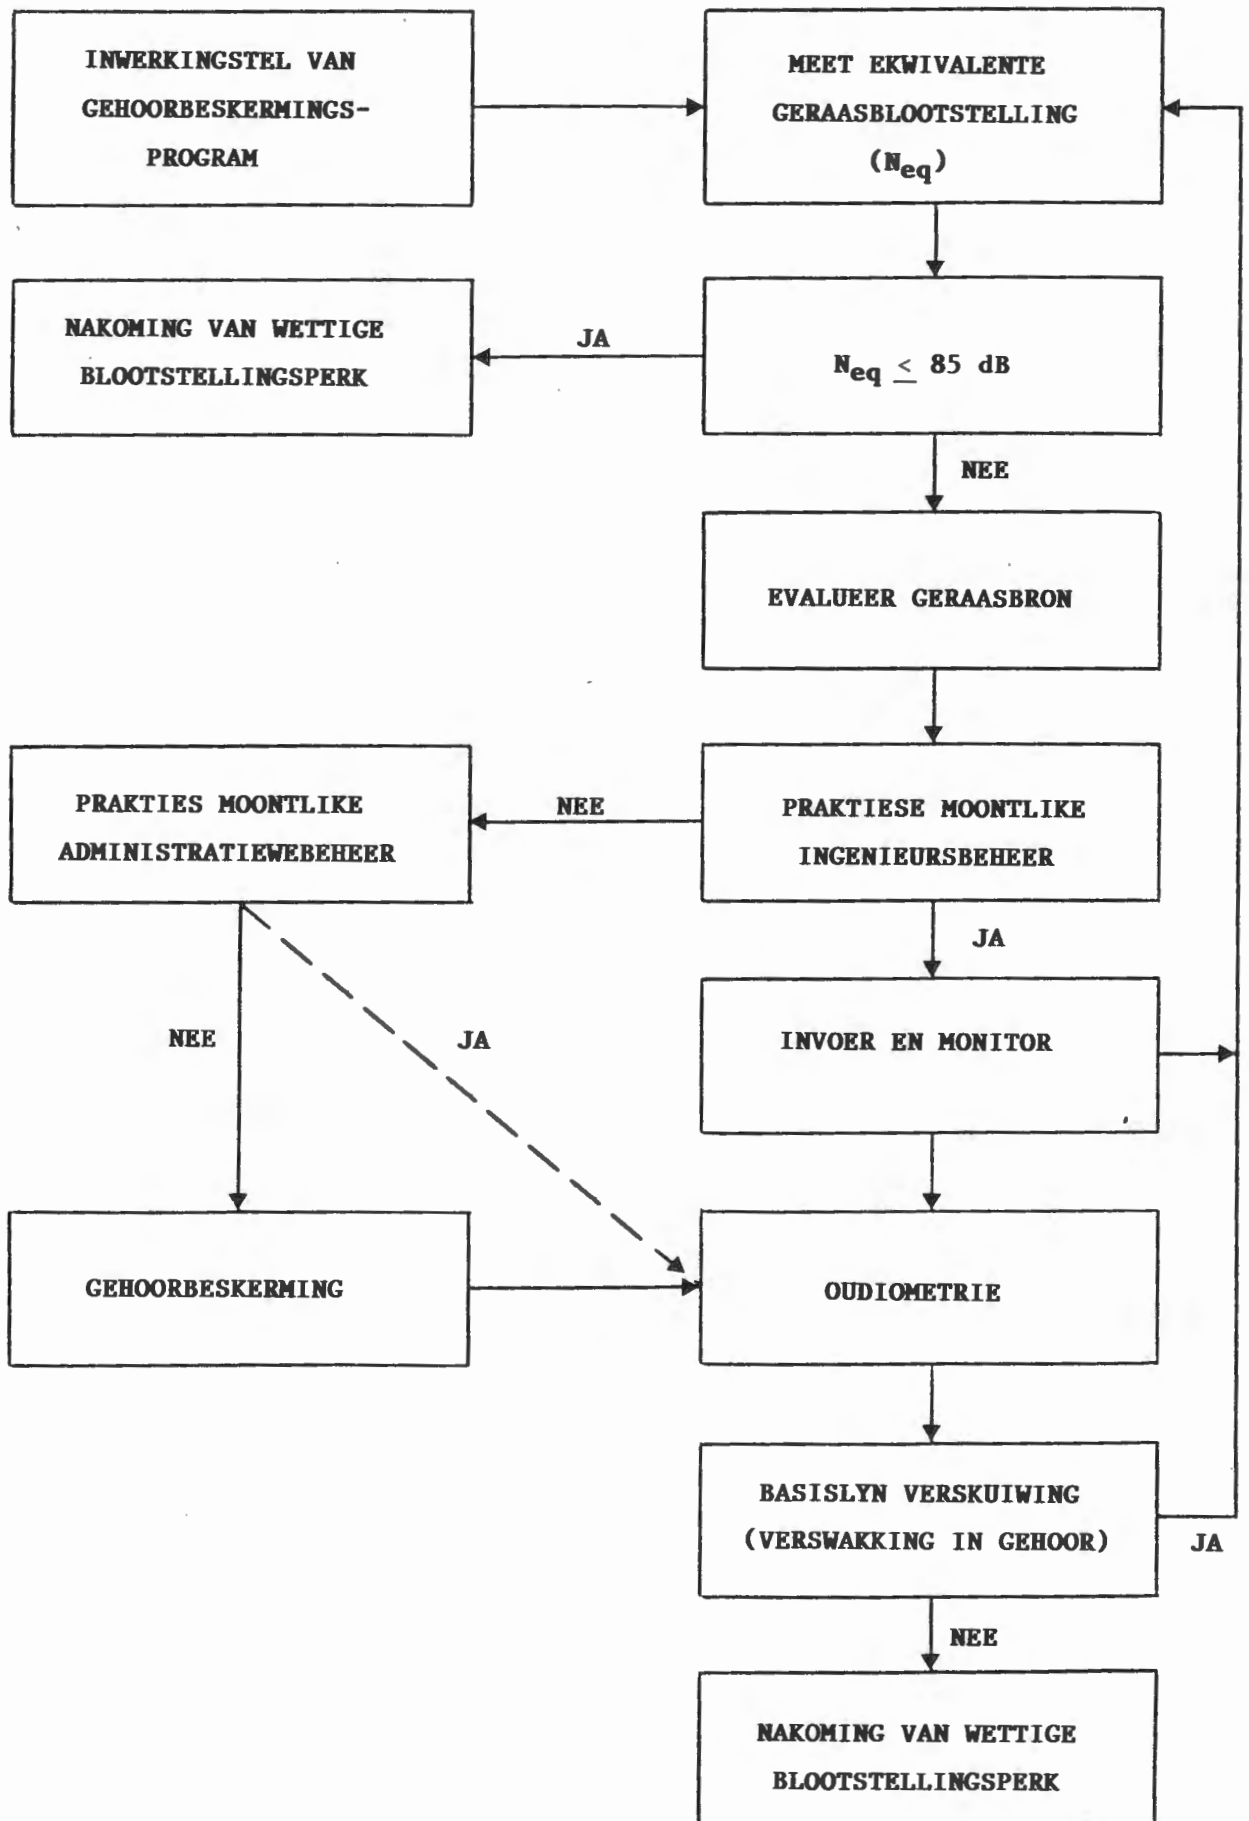 INWERKINGSTEL VAN
GEHOORBESKERMINGS-
PROGRAM
MEET EKWIVALENTE
GERAASBLOOTSTELLING
(Neq)
NAKOMING VAN WETTIGE
BLOOTSTELLINGSPERK
JA
Neq ≤ 85 dB
NEE
EVALUEER GERAASBRON
PRAKTIES MOONTLIKE
ADMINISTRATIEWEBEHEER
NEE
PRAKTIESE MOONTLIKE
INGENIEURSBEHEER
JA
NEE
JA
INVOER EN MONITOR
GEHOORBESKERMING
OUDIOMETRIE
BASISLYN VERSKUIWING
(VERSWAKKING IN GEHOOR)
JA
NEE
NAKOMING VAN WETTIGE
BLOOTSTELLINGSPERK